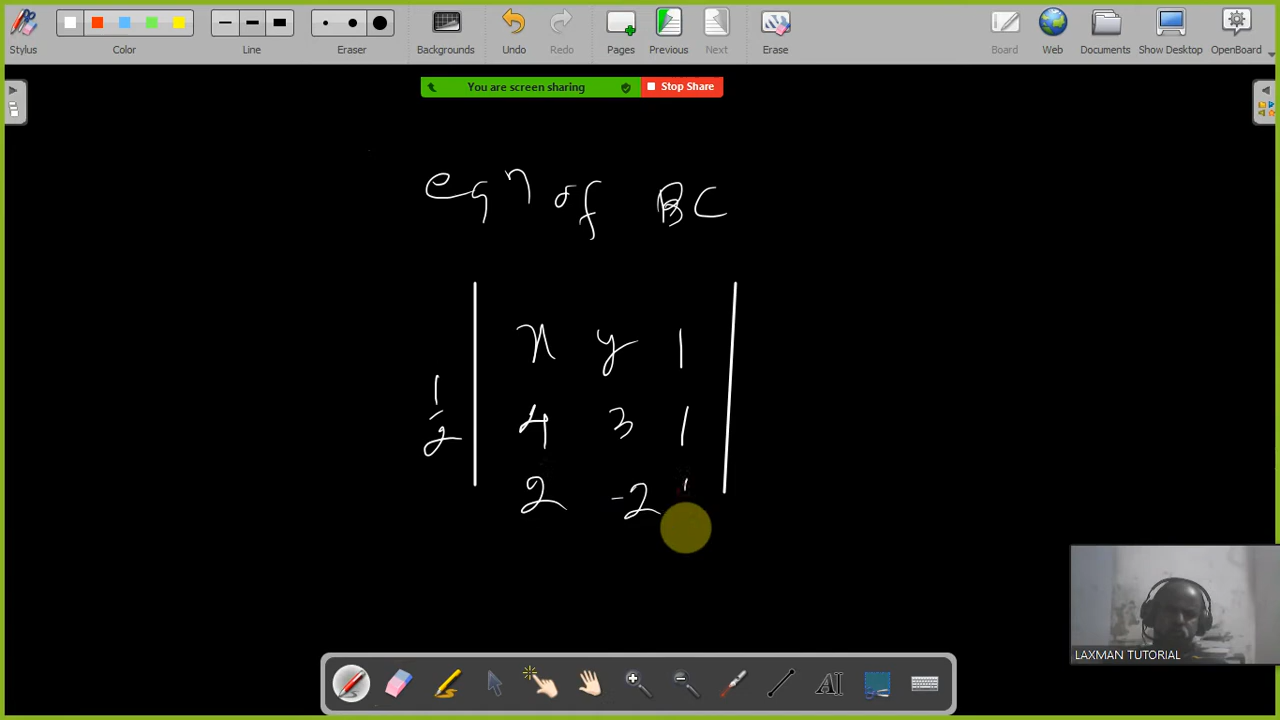 Stylus Color Line Eraser Backgrounds Undo Redo Pages Previous Next Erase Board Web Documents Show Desktop OpenBoard
You are screen sharing Stop Share
eqn of BC
x y 1
1/2
4 3 1
2 -2 1
LAXMAN TUTORIAL
AI